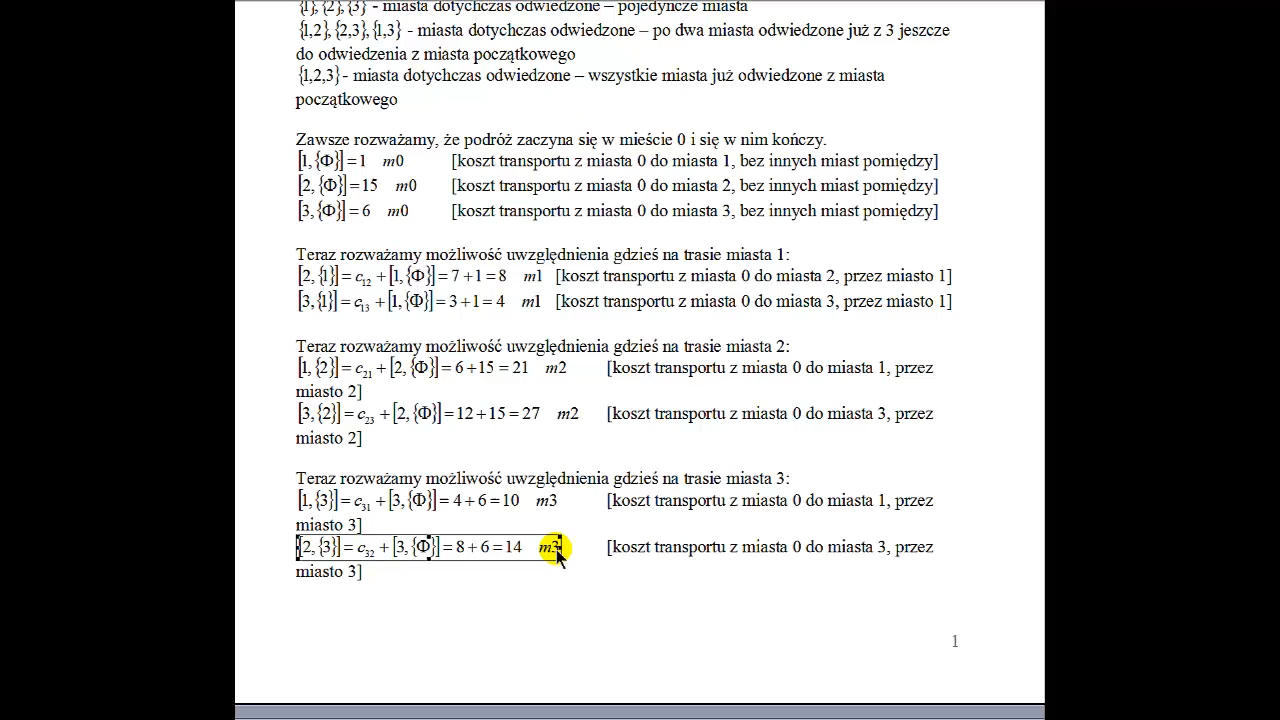 {1},{2},{3} - miasta dotychczas odwiedzone – pojedyncze miasta
{1,2},{2,3},{1,3} - miasta dotychczas odwiedzone – po dwa miasta odwiedzone już z 3 jeszcze
do odwiedzenia z miasta początkowego
{1,2,3} - miasta dotychczas odwiedzone – wszystkie miasta już odwiedzone z miasta
początkowego
Zawsze rozważamy, że podróż zaczyna się w mieście 0 i się w nim kończy.
[1,{Φ}] = 1 m0 [koszt transportu z miasta 0 do miasta 1, bez innych miast pomiędzy]
[2,{Φ}] = 15 m0 [koszt transportu z miasta 0 do miasta 2, bez innych miast pomiędzy]
[3,{Φ}] = 6 m0 [koszt transportu z miasta 0 do miasta 3, bez innych miast pomiędzy]
Teraz rozważamy możliwość uwzględnienia gdzieś na trasie miasta 1:
[2,{1}] = c12 + [1,{Φ}] = 7 + 1 = 8 m1 [koszt transportu z miasta 0 do miasta 2, przez miasto 1]
[3,{1}] = c13 + [1,{Φ}] = 3 + 1 = 4 m1 [koszt transportu z miasta 0 do miasta 3, przez miasto 1]
Teraz rozważamy możliwość uwzględnienia gdzieś na trasie miasta 2:
[1,{2}] = c21 + [2,{Φ}] = 6 + 15 = 21 m2 [koszt transportu z miasta 0 do miasta 1, przez
miasto 2]
[3,{2}] = c23 + [2,{Φ}] = 12 + 15 = 27 m2 [koszt transportu z miasta 0 do miasta 3, przez
miasto 2]
Teraz rozważamy możliwość uwzględnienia gdzieś na trasie miasta 3:
[1,{3}] = c31 + [3,{Φ}] = 4 + 6 = 10 m3 [koszt transportu z miasta 0 do miasta 1, przez
miasto 3]
[2,{3}] = c32 + [3,{Φ}] = 8 + 6 = 14 m3 [koszt transportu z miasta 0 do miasta 3, przez
miasto 3]
1